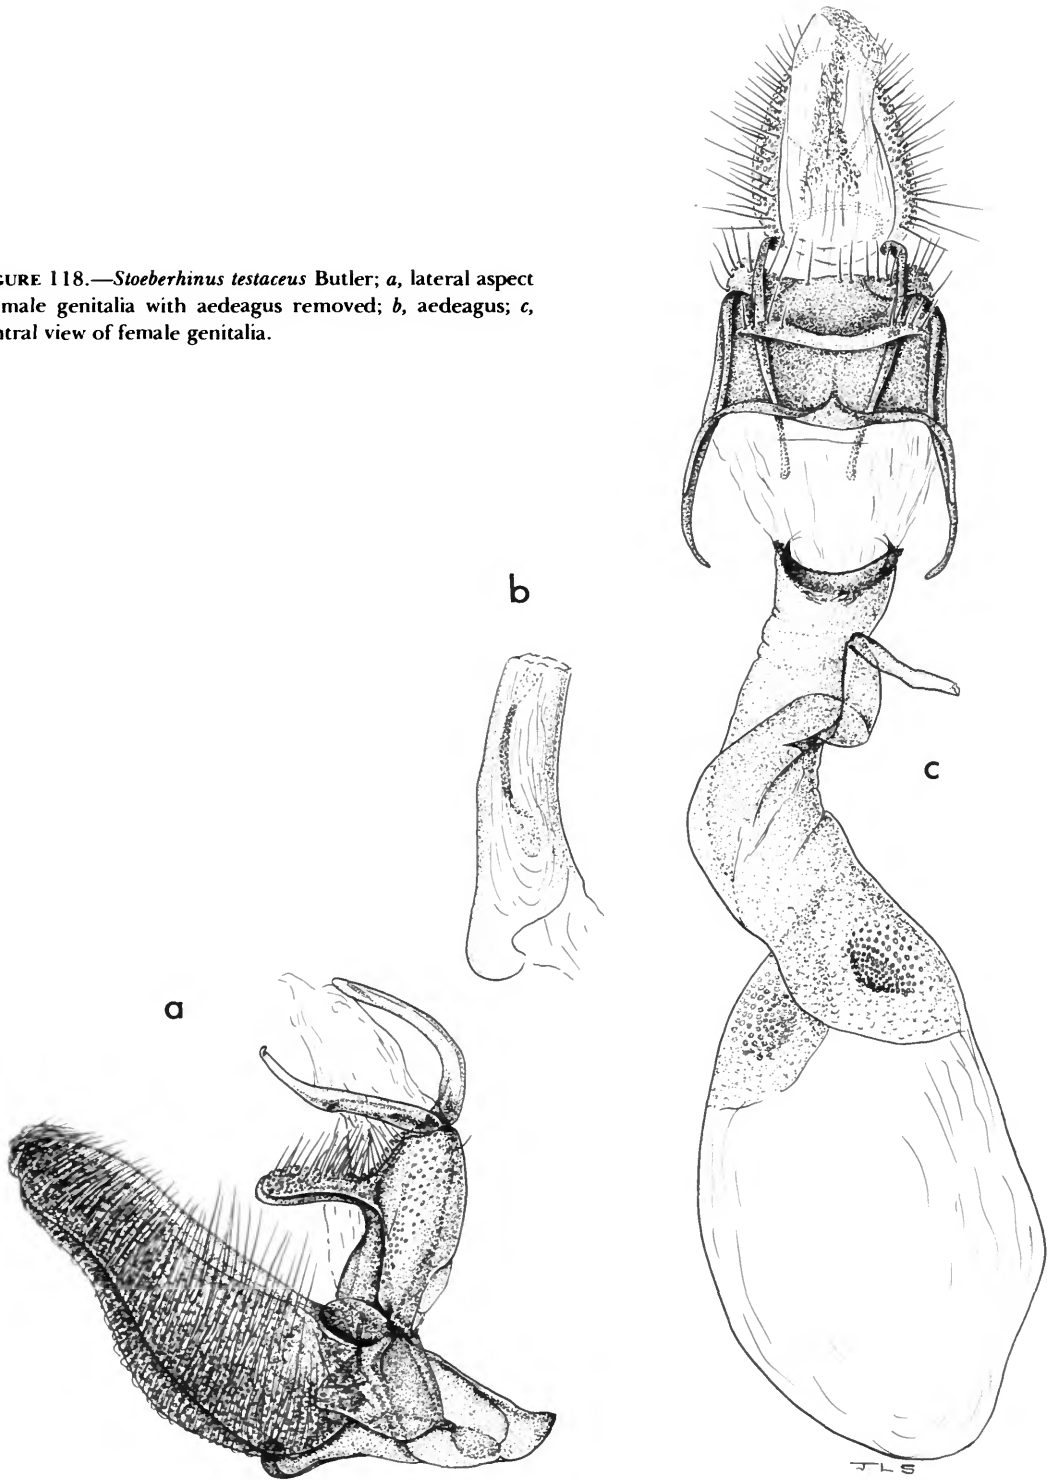 GURE 118.—Stoeberhinus testaceus Butler; a, lateral aspect
male genitalia with aedeagus removed; b, aedeagus; c,
ntral view of female genitalia.
b
c
a
JLS